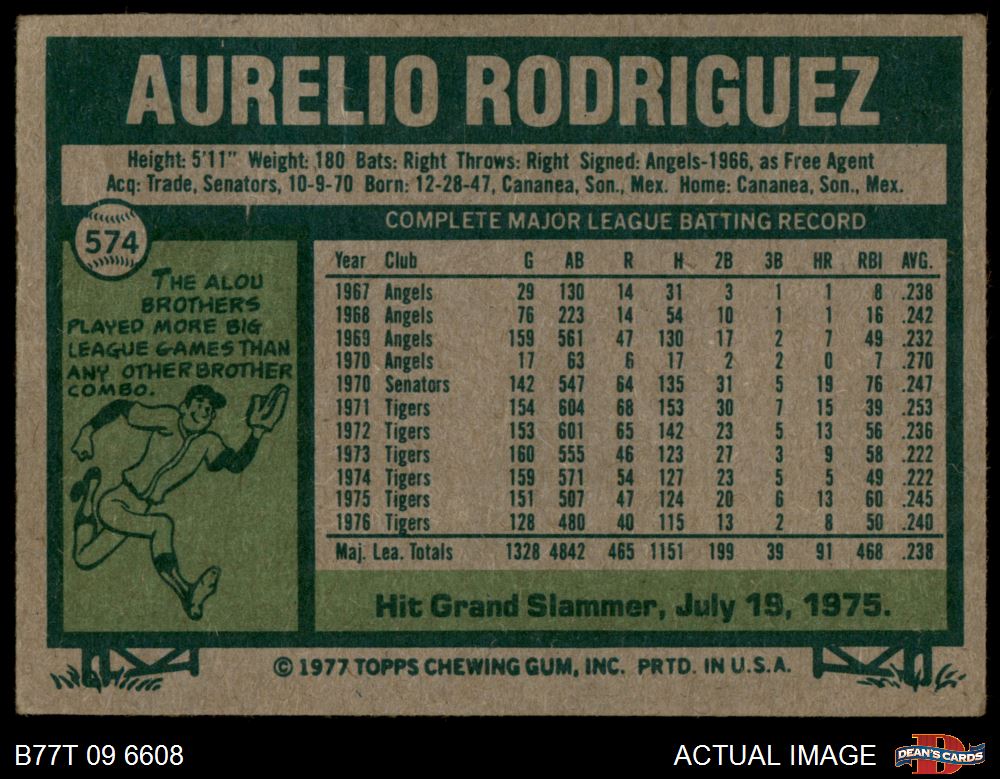 AURELIO RODRIGUEZ
Height: 5'11" Weight: 180 Bats: Right Throws: Right Signed: Angels-1966, as Free Agent
Acq: Trade, Senators, 10-9-70 Born: 12-28-47, Cananea, Son., Mex. Home: Cananea, Son., Mex.
574
THE ALOU
BROTHERS
PLAYED MORE BIG
LEAGUE GAMES THAN
ANY OTHER BROTHER
COMBO.
COMPLETE MAJOR LEAGUE BATTING RECORD
Year Club G AB R H 2B 3B HR RBI AVG.
1967 Angels 29 130 14 31 3 1 1 8 .238
1968 Angels 76 223 14 54 10 1 1 16 .242
1969 Angels 159 561 47 130 17 2 7 49 .232
1970 Angels 17 63 6 17 2 2 0 7 .270
1970 Senators 142 547 64 135 31 5 19 76 .247
1971 Tigers 154 604 68 153 30 7 15 39 .253
1972 Tigers 153 601 65 142 23 5 13 56 .236
1973 Tigers 160 555 46 123 27 3 9 58 .222
1974 Tigers 159 571 54 127 23 5 5 49 .222
1975 Tigers 151 507 47 124 20 6 13 60 .245
1976 Tigers 128 480 40 115 13 2 8 50 .240
Maj. Lea. Totals 1328 4842 465 1151 199 39 91 468 .238
Hit Grand Slammer, July 19, 1975.
© 1977 TOPPS CHEWING GUM, INC. PRTD. IN U.S.A.
B77T 09 6608
ACTUAL IMAGE
D
DEAN'S CARDS